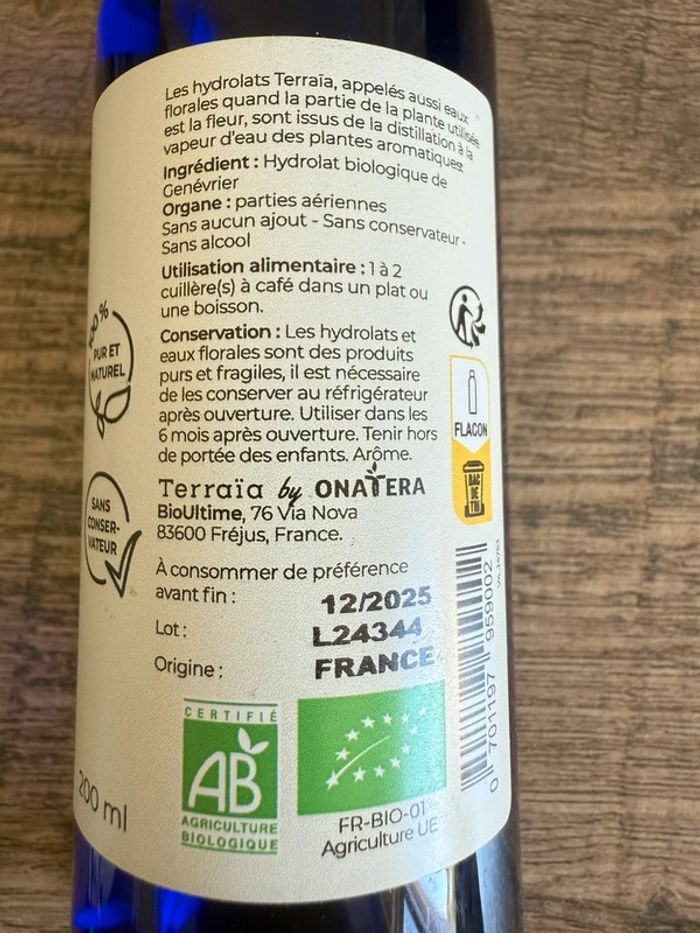 Les hydrolats Terraïa, appelés aussi eaux
florales quand la partie de la plante utilisée
est la fleur, sont issus de la distillation à la
vapeur d'eau des plantes aromatiques.
Ingrédient : Hydrolat biologique de
Genévrier
Organe : parties aériennes
Sans aucun ajout - Sans conservateur -
Sans alcool
Utilisation alimentaire : 1 à 2
cuillère(s) à café dans un plat ou
une boisson.
Conservation : Les hydrolats et
eaux florales sont des produits
purs et fragiles, il est nécessaire
de les conserver au réfrigérateur
après ouverture. Utiliser dans les
6 mois après ouverture. Tenir hors
de portée des enfants. Arôme.
Terraïa by ONATERA
BioUltime, 76 Via Nova
83600 Fréjus, France.
À consommer de préférence
avant fin : 12/2025
Lot : L24344
Origine : FRANCE
100%
PUR ET
NATUREL
SANS
CONSER-
VATEUR
200 ml
FLACON
BAC
DE
TRI
0 701197 959002
CERTIFIÉ
AB
AGRICULTURE
BIOLOGIQUE
FR-BIO-01
Agriculture UE